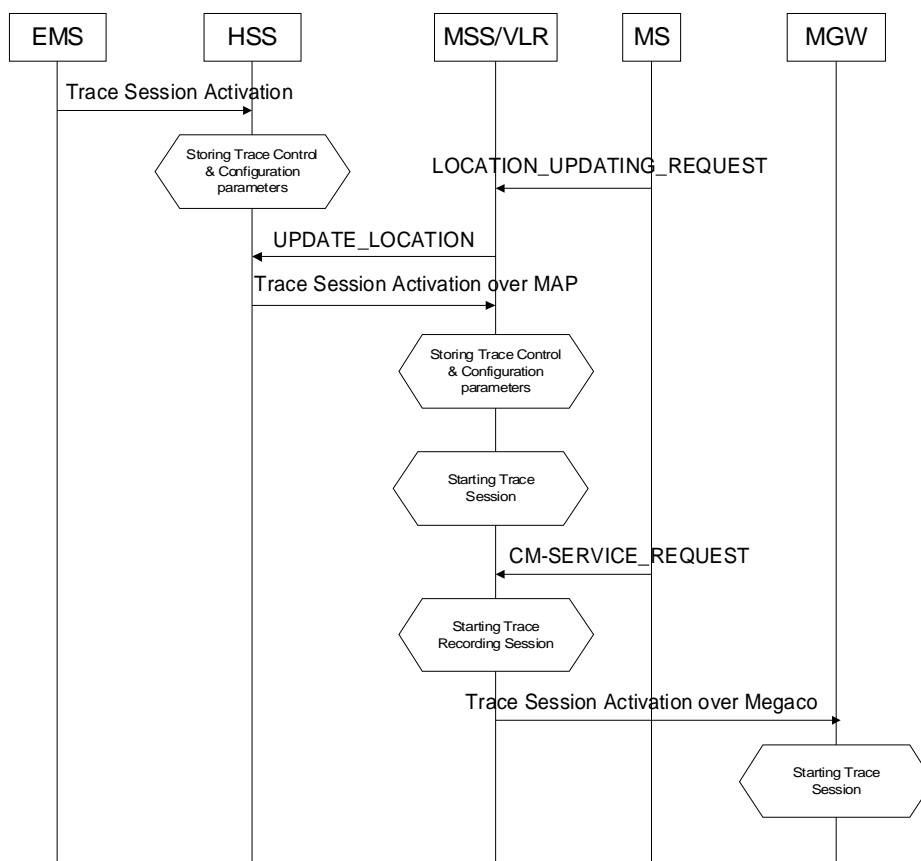 EMS
HSS
MSS/VLR
MS
MGW
Trace Session Activation
Storing Trace Control
& Configuration
parameters
LOCATION_UPDATING_REQUEST
UPDATE_LOCATION
Trace Session Activation over MAP
Storing Trace Control
& Configuration
parameters
Starting Trace
Session
CM-SERVICE_REQUEST
Starting Trace
Recording Session
Trace Session Activation over Megaco
Starting Trace
Session